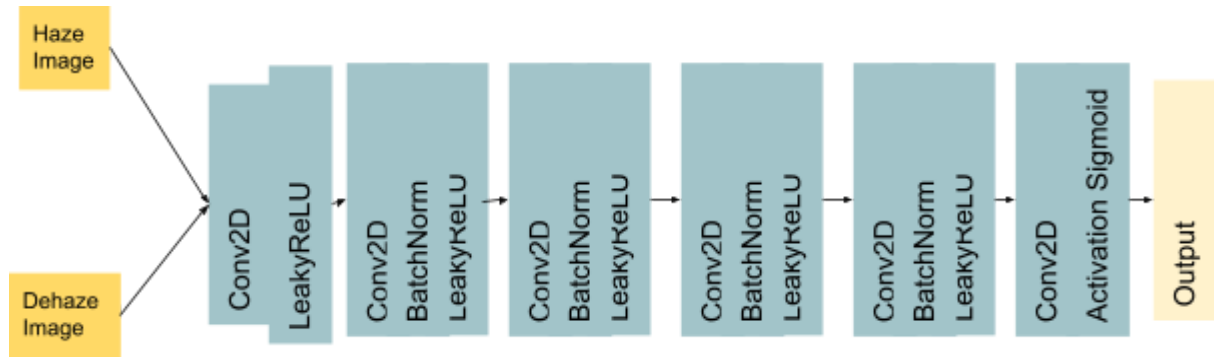 Haze
Image
Dehaze
Image
Conv2D
LeakyReLU
Conv2D
BatchNorm
LeakyReLU
Conv2D
BatchNorm
LeakyReLU
Conv2D
BatchNorm
LeakyReLU
Conv2D
BatchNorm
LeakyReLU
Conv2D
Activation Sigmoid
Output